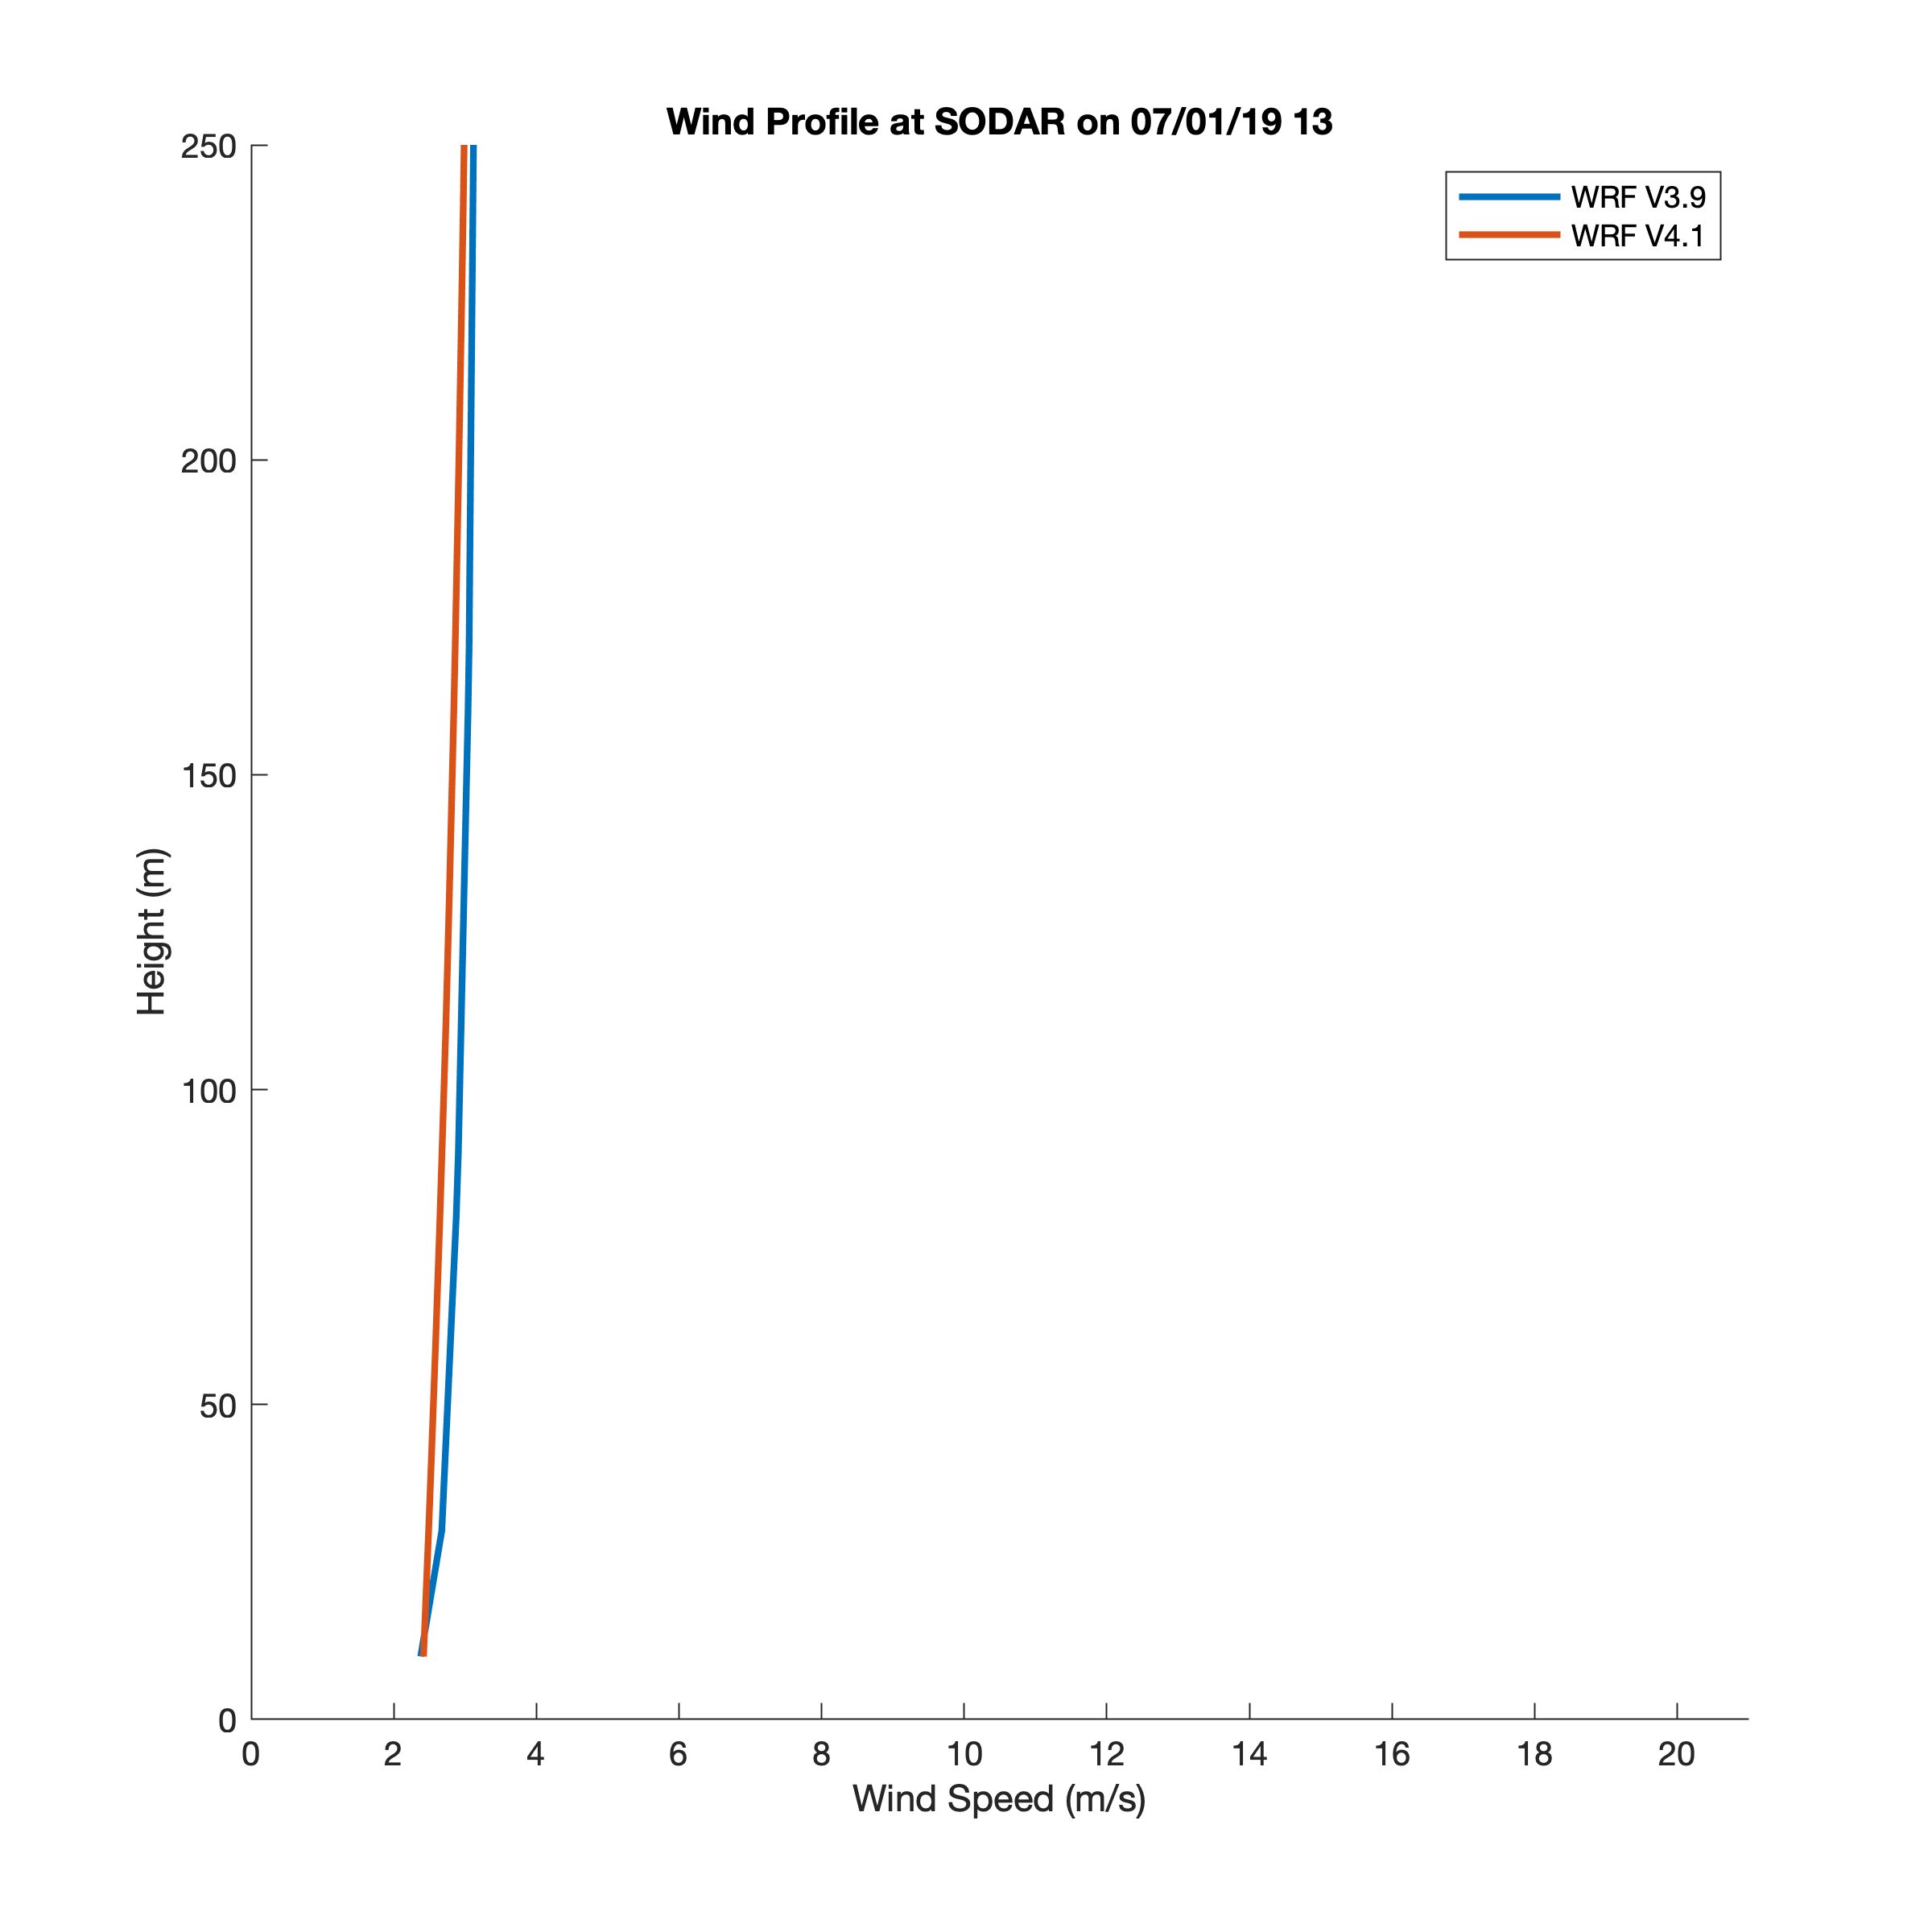 Wind Profile at SODAR on 07/01/19 13
WRF V3.9
WRF V4.1
250
200
150
100
50
0
Height (m)
0 2 4 6 8 10 12 14 16 18 20
Wind Speed (m/s)